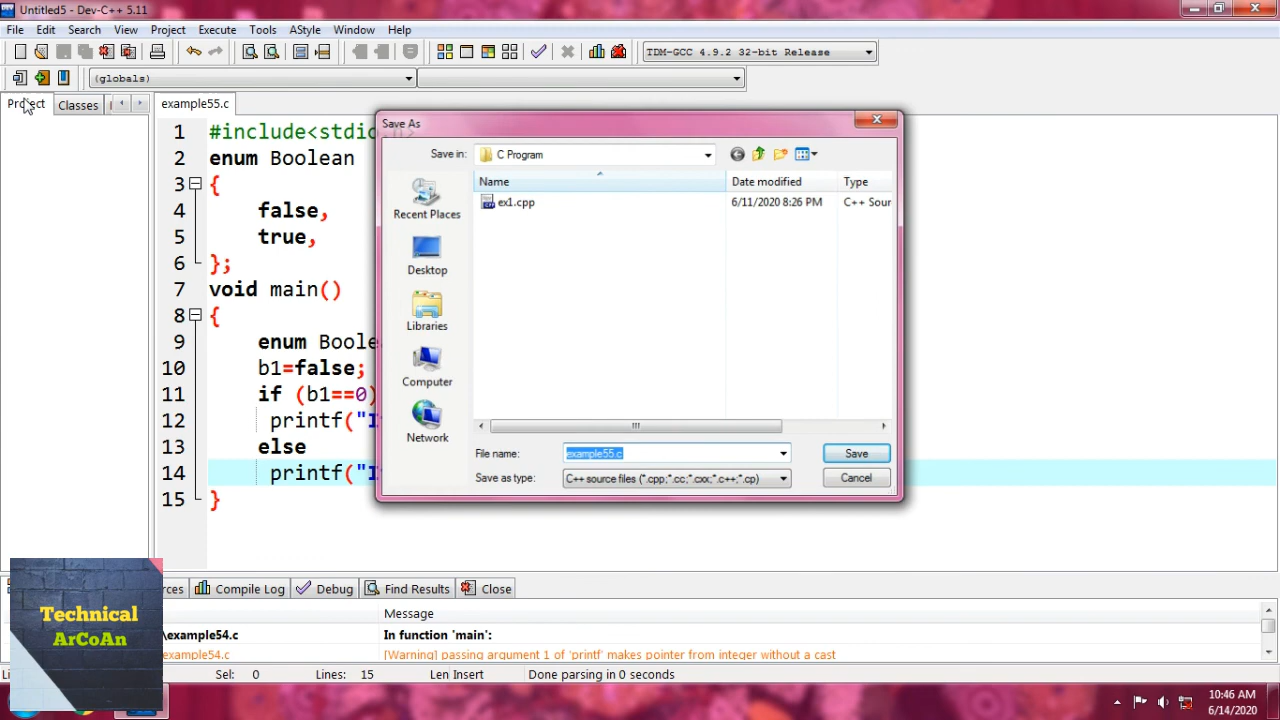 Untitled5 - Dev-C++ 5.11
File Edit Search View Project Execute Tools AStyle Window Help
TDM-GCC 4.9.2 32-bit Release
(globals)
Project Classes example55.c
1 #include<stdio
2 enum Boolean
3 {
4 false,
5 true,
6 };
7 void main()
8 {
9 enum Boole
10 b1=false;
11 if (b1==0)
12 printf("I
13 else
14 printf("I
15 }
Save As
Save in: C Program
Name Date modified Type
ex1.cpp 6/11/2020 8:26 PM C++ Sour
Recent Places
Desktop
Libraries
Computer
Network
File name: example55.c Save
Save as type: C++ source files (*.cpp;*.cc;*.cxx;*.c++;*.cp) Cancel
rces Compile Log Debug Find Results Close
Message
\example54.c In function 'main':
example54.c [Warning] passing argument 1 of 'printf' makes pointer from integer without a cast
Sel: 0 Lines: 15 Len Insert Done parsing in 0 seconds
Technical
ArCoAn
10:46 AM
6/14/2020